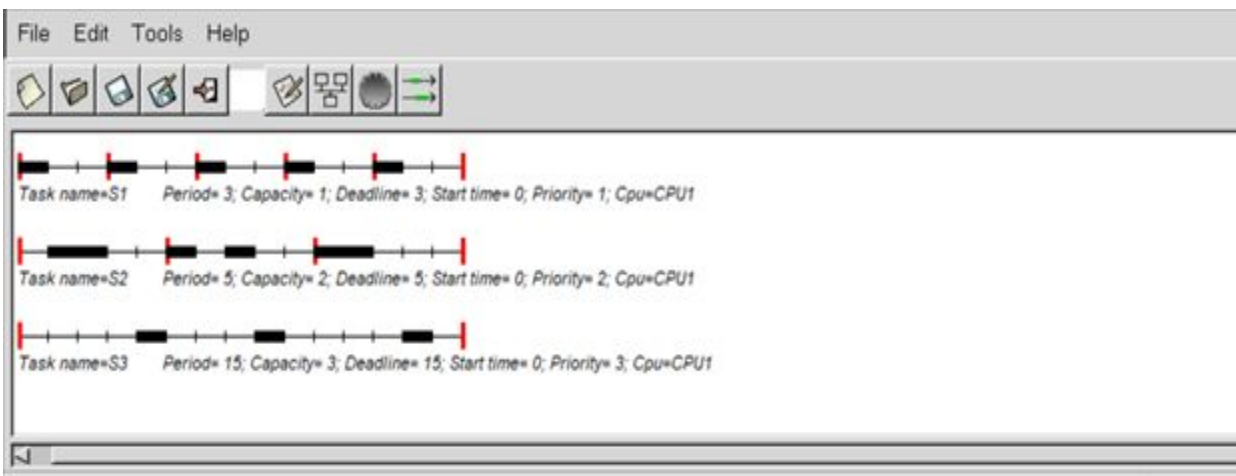 File Edit Tools Help
Task name=S1 Period= 3; Capacity= 1; Deadline= 3; Start time= 0; Priority= 1; Cpu=CPU1
Task name=S2 Period= 5; Capacity= 2; Deadline= 5; Start time= 0; Priority= 2; Cpu=CPU1
Task name=S3 Period= 15; Capacity= 3; Deadline= 15; Start time= 0; Priority= 3; Cpu=CPU1